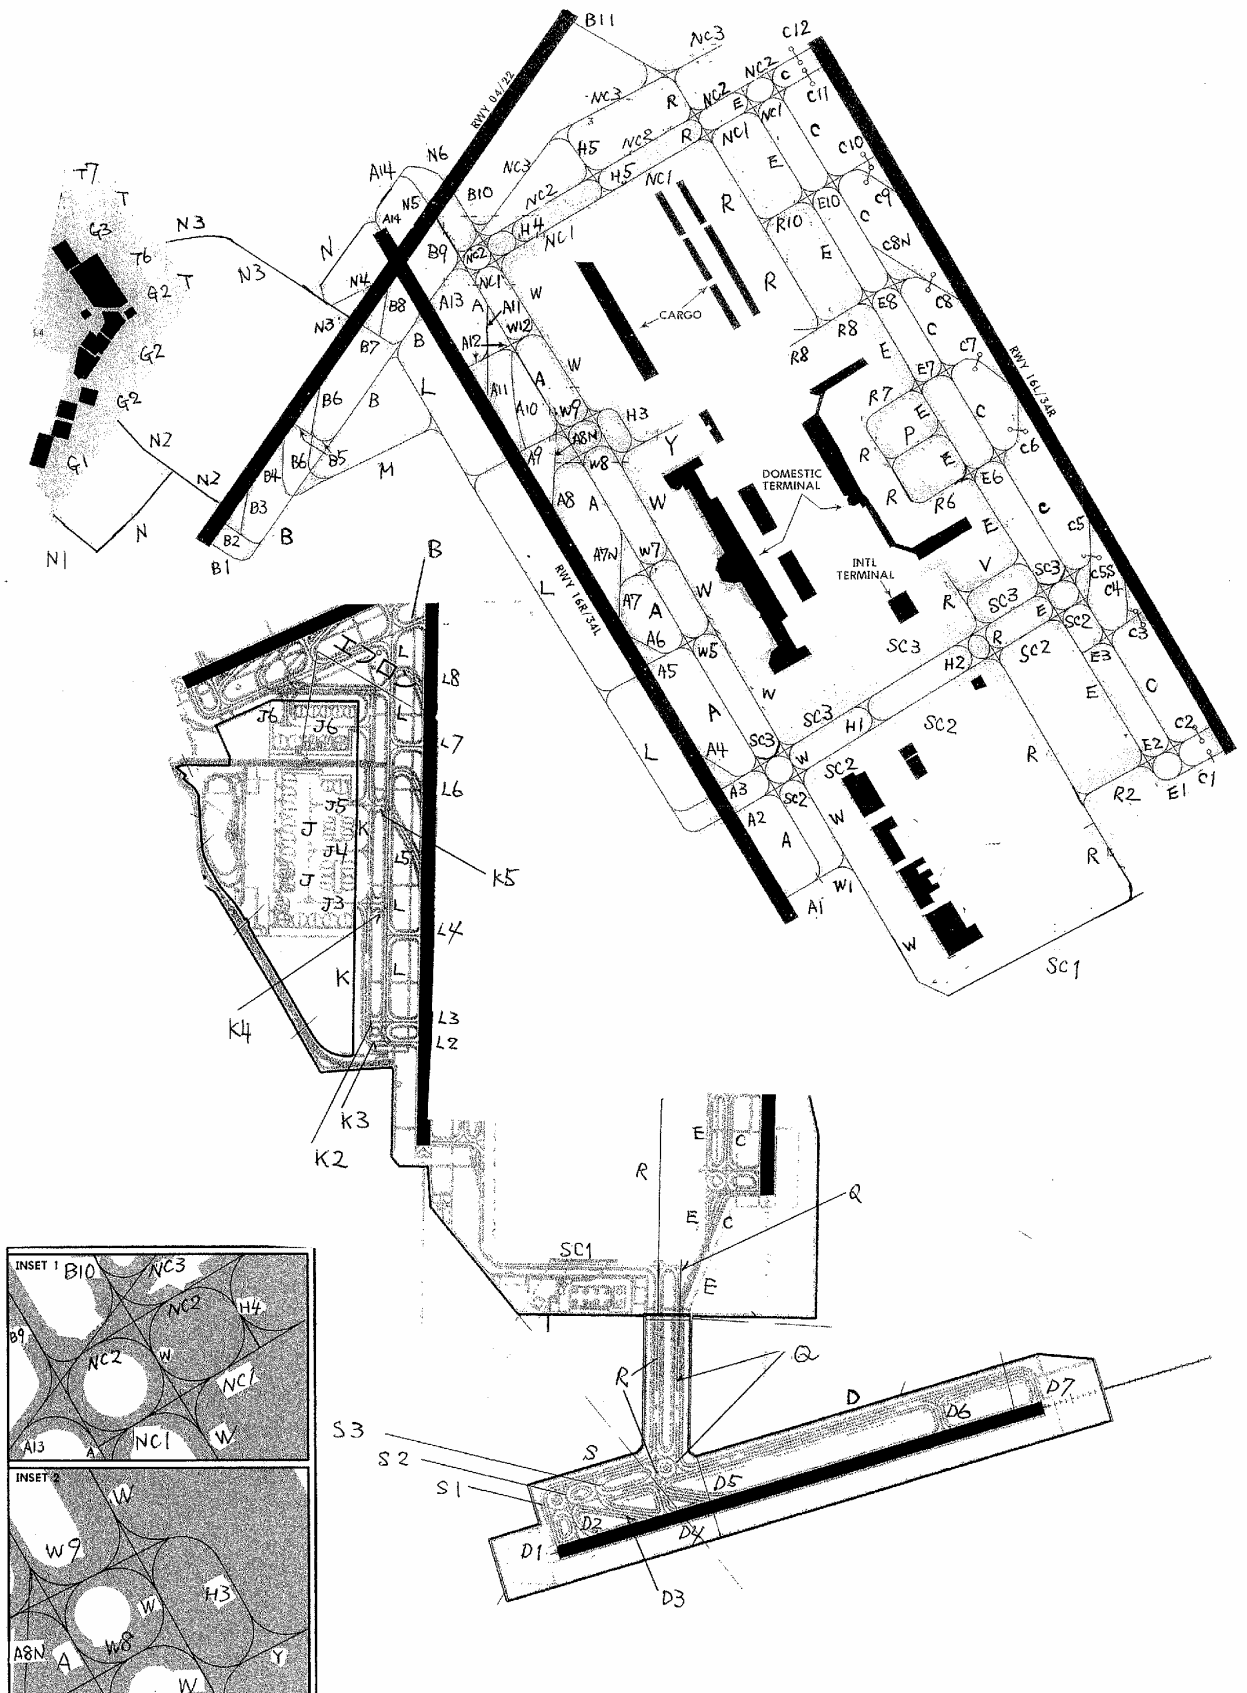 B11
NC3
C12
RWY 04/22
NC2
C
NC3
R
NC2
E
NC1
C11
A14
N6
NC2
R
NC1
C
H5
C10
T7
NC3
E
T
N5
B10
NC2
H5
NC1
C9
A14
H4
R
E10
C
G3
N3
N
B9
NC2
NC1
R10
E
C8N
T6
N3
N4
NC1
T
G2
B8
A13
A
A11
W
R
E8
C8
CARGO
N3
W12
R8
C
B7
B
A12
W
R8
E
C7
RWY 16L/34R
G2
L
A
E7
B6
B
A11
R7
E
C
G2
A10
W9
H3
P
B5
A8N
R
E
C6
G1
N2
B6
A9
Y
W8
DOMESTIC
TERMINAL
R
R6
E6
N2
B4
M
A8
A
W
C
B3
E
C5
N
B2
B
A7N
W7
INTL
TERMINAL
V
SC3
C5S
N1
B1
L
A7
A
W
R
SC3
E
C4
B
RWY 16R/34L
A6
SC3
R
SC2
C3
L
A5
W5
H2
SC2
E3
L8
W
E
C
J6
J6
L
A
SC3
H1
SC2
C2
L7
L
A4
SC3
W
R
E2
C1
L6
A3
SC2
SC2
R2
E1
J5
K
A2
W
J
J4
L5
A
R
J
K5
W1
J3
L
A1
L4
W
K
L
SC1
K4
L3
L2
K3
K2
E
C
R
Q
E
C
SC1
E
INSET 1
B10
NC3
NC2
H4
B9
NC2
W
NC1
R
Q
A13
A
NC1
W
D
D7
S3
D6
S
S2
D5
INSET 2
S1
W
D2
D4
W9
D1
H3
D3
W
A8N
A
W8
Y
W